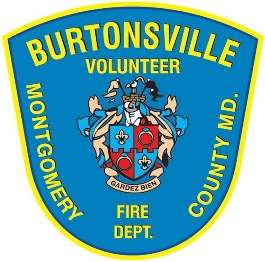 BURTONSVILLE
VOLUNTEER
MONTGOMERY
COUNTY MD.
GARDEZ BIEN
FIRE
DEPT.